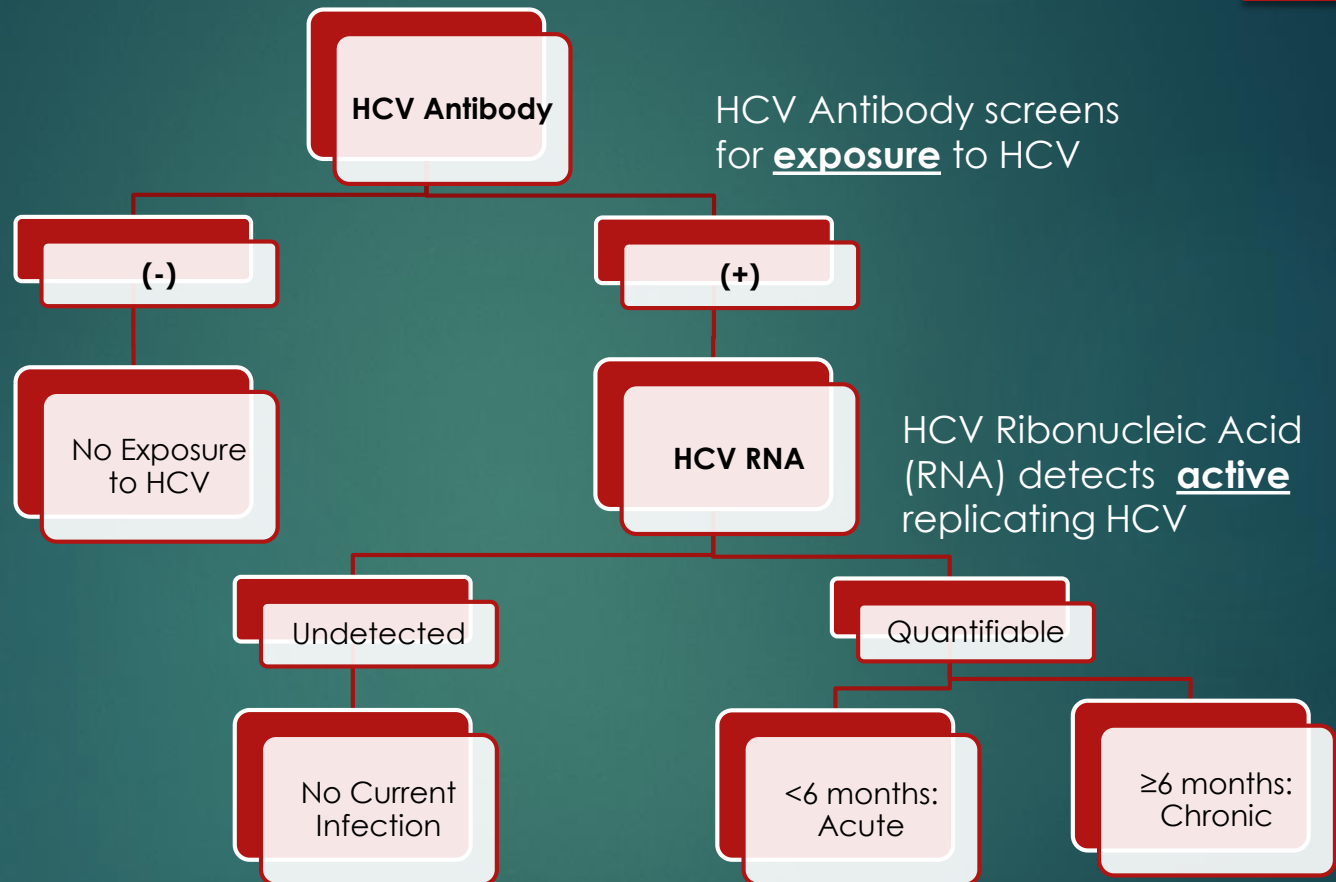 HCV Antibody
HCV Antibody screens
for exposure to HCV
(-)
(+)
No Exposure
to HCV
HCV RNA
HCV Ribonucleic Acid
(RNA) detects active
replicating HCV
Undetected
Quantifiable
No Current
Infection
<6 months:
Acute
≥6 months:
Chronic